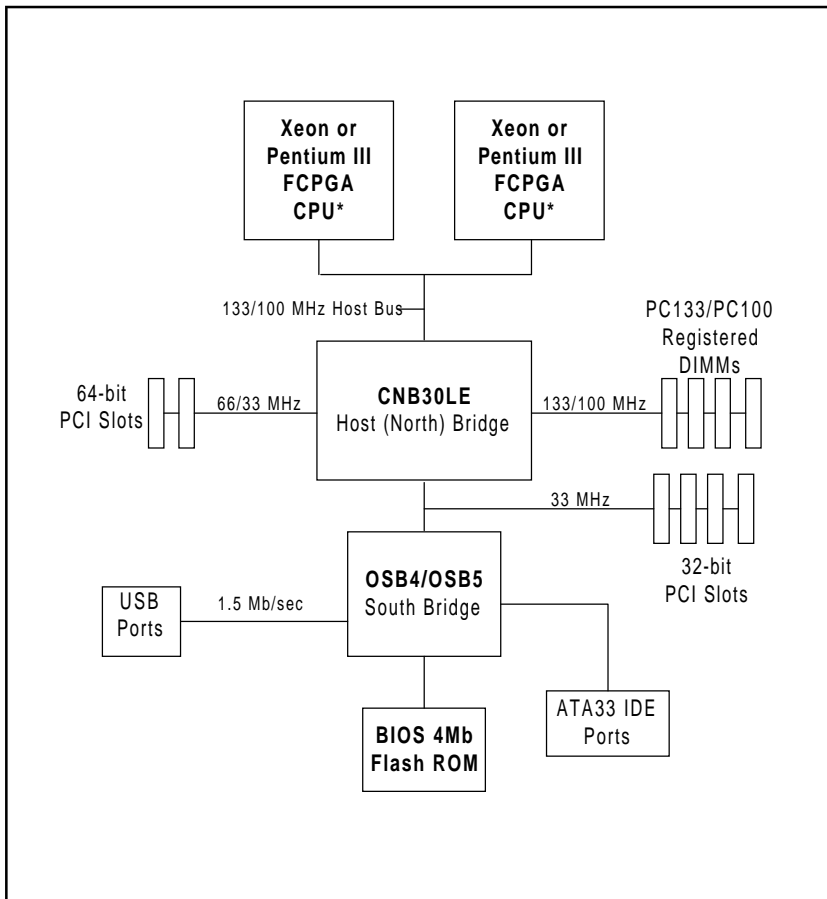 Xeon or
Pentium III
FCPGA
CPU*
Xeon or
Pentium III
FCPGA
CPU*
133/100 MHz Host Bus
PC133/PC100
Registered
DIMMs
64-bit
PCI Slots
66/33 MHz
CNB30LE
Host (North) Bridge
133/100 MHz
33 MHz
32-bit
PCI Slots
OSB4/OSB5
South Bridge
USB
Ports
1.5 Mb/sec
BIOS 4Mb
Flash ROM
ATA33 IDE
Ports